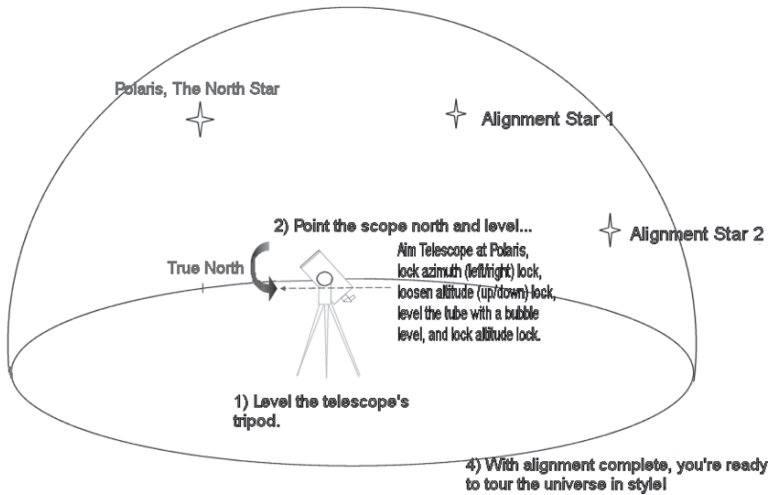 Polaris, The North Star
Alignment Star 1
Alignment Star 2
2) Point the scope north and level...
Aim Telescope at Polaris,
lock azimuth (left/right) lock,
loosen altitude (up/down) lock,
level the tube with a bubble
level, and lock altitude lock.
True North
1) Level the telescope's
tripod.
4) With alignment complete, you're ready
to tour the universe in style!